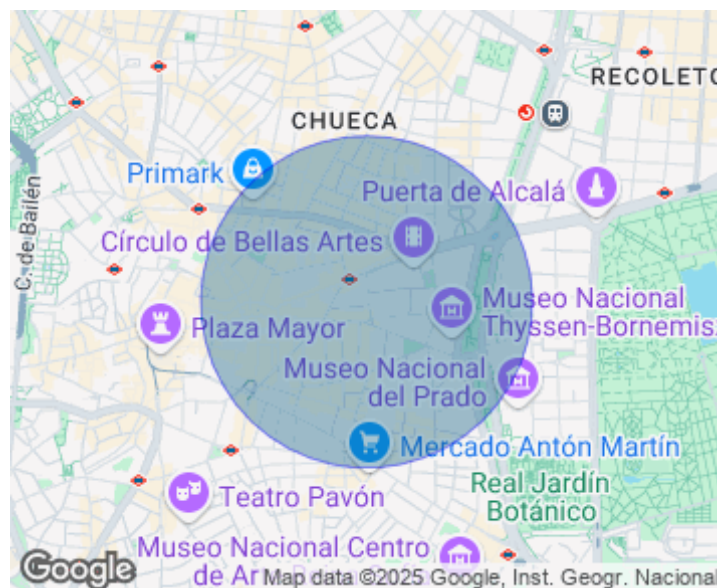 RECOLETO
CHUECA
Primark
Puerta de Alcalá
C. de Bailén
Círculo de Bellas Artes
Museo Nacional
Thyssen-Bornemisz
Plaza Mayor
Museo Nacional
del Prado
Mercado Antón Martín
Real Jardín
Botánico
Teatro Pavón
Museo Nacional Centro
de Ar
Google
Map data ©2025 Google, Inst. Geogr. Nacional